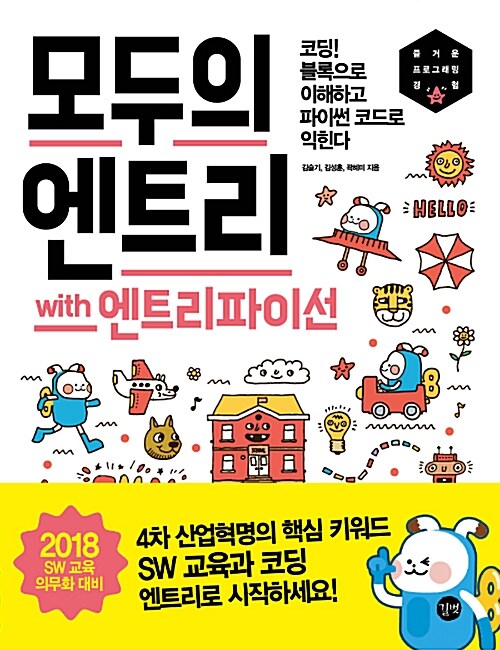 모두의
엔트리
with 엔트리파이선
코딩!
블록으로
이해하고
파이썬 코드로
익힌다
김슬기, 김성훈, 곽혜미 지음
즐거운
프로그래밍
경험
HELLO
2018
SW 교육
의무화 대비
4차 산업혁명의 핵심 키워드
SW 교육과 코딩
엔트리로 시작하세요!
길벗